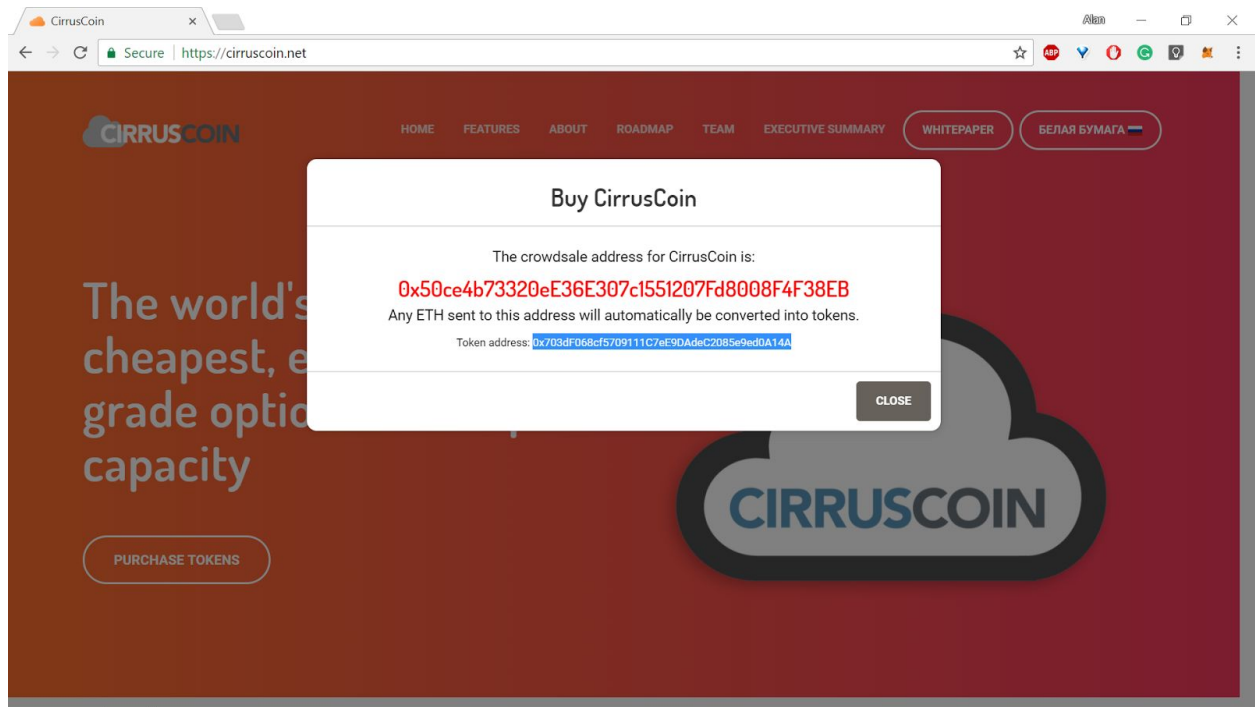 CirrusCoin
Alan
Secure | https://cirruscoin.net
ABP
CIRRUSCOIN
HOME FEATURES ABOUT ROADMAP TEAM EXECUTIVE SUMMARY WHITEPAPER БЕЛАЯ БУМАГА
Buy CirrusCoin
The crowdsale address for CirrusCoin is:
0x50ce4b73320eE36E307c1551207Fd8008F4F38EB
Any ETH sent to this address will automatically be converted into tokens.
Token address: 0x703dF068cf5709111C7eE9DAdeC2085e9ed0A14A
CLOSE
The world's
cheapest,
grade
capacity
PURCHASE TOKENS
CIRRUSCOIN